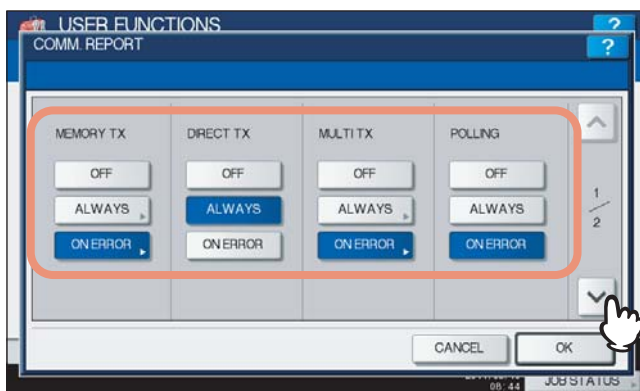 USER FUNCTIONS
?
COMM. REPORT
?
MEMORY TX DIRECT TX MULTI TX POLLING
OFF OFF OFF OFF
ALWAYS ALWAYS ALWAYS ALWAYS
ON ERROR ON ERROR ON ERROR ON ERROR
1
2
CANCEL OK
08:44 JOB STATUS